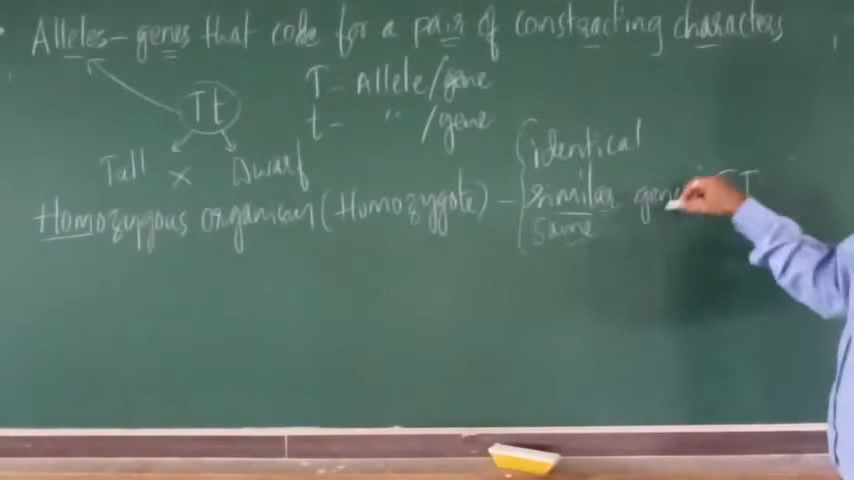 Alleles - genes that code for a pair of constracting characters
Tt
T - Allele/gene
t - " /gene
Tall x Dwarf
identical
Homozygous organism (Homozygote) - similar gene
same